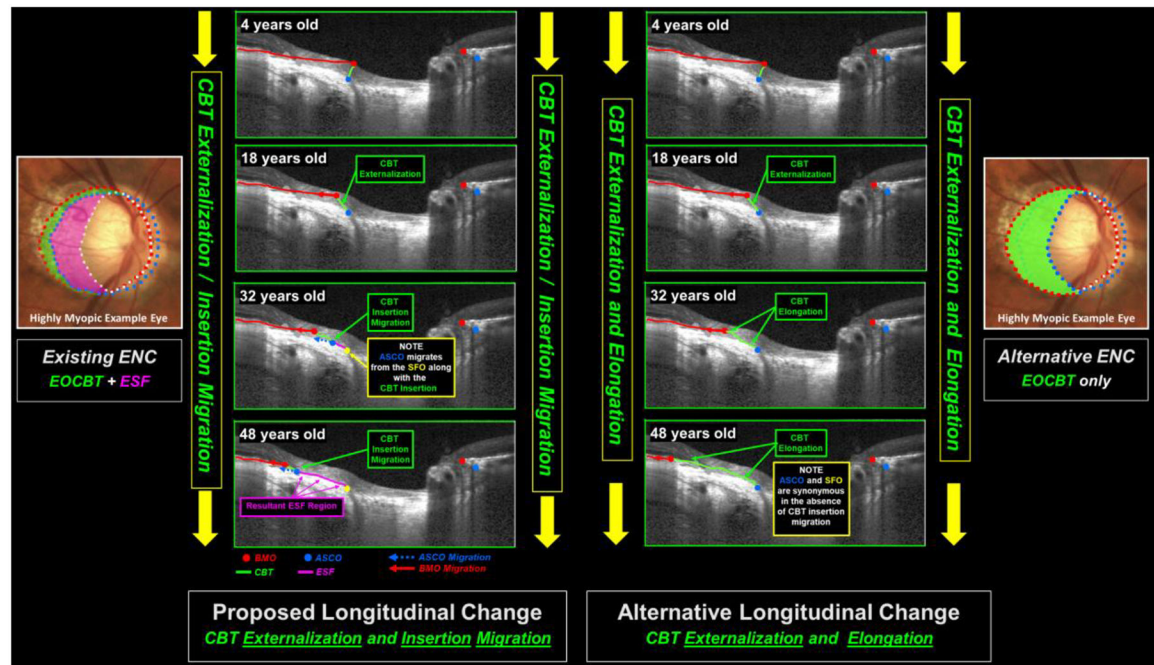 4 years old
18 years old
CBT
Externalization
32 years old
CBT
Insertion
Migration
NOTE
ASCO migrates
from the SFO along
with the
CBT Insertion
48 years old
CBT
Insertion
Migration
Resultant ESF Region
BMO
ASCO
ASCO Migration
CBT
ESF
BMO Migration
CBT Externalization / Insertion Migration
CBT Externalization / Insertion Migration
Highly Myopic Example Eye
Existing ENC
EOCBT + ESF
Proposed Longitudinal Change
CBT Externalization and Insertion Migration
4 years old
18 years old
CBT
Externalization
32 years old
CBT
Elongation
48 years old
CBT
Elongation
NOTE
ASCO and SFO
are synonymous
in the absence
of CBT insertion
migration
CBT Externalization and Elongation
CBT Externalization and Elongation
Highly Myopic Example Eye
Alternative ENC
EOCBT only
Alternative Longitudinal Change
CBT Externalization and Elongation